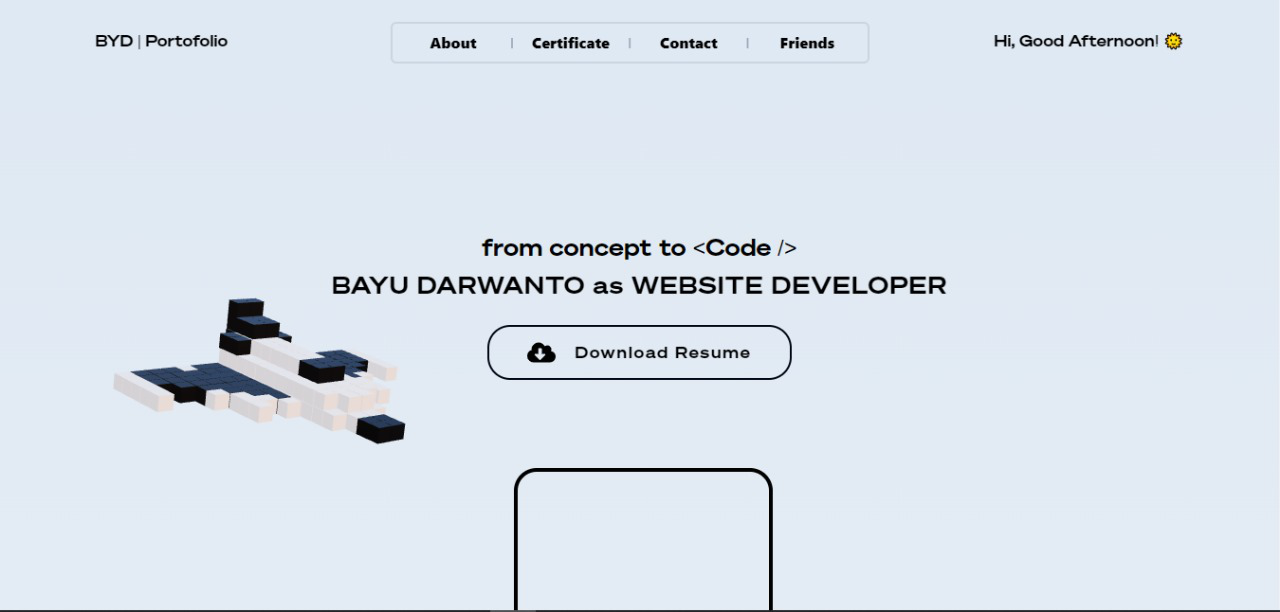 BYD | Portofolio
About | Certificate | Contact | Friends
Hi, Good Afternoon! 🌞
from concept to <Code />
BAYU DARWANTO as WEBSITE DEVELOPER
Download Resume